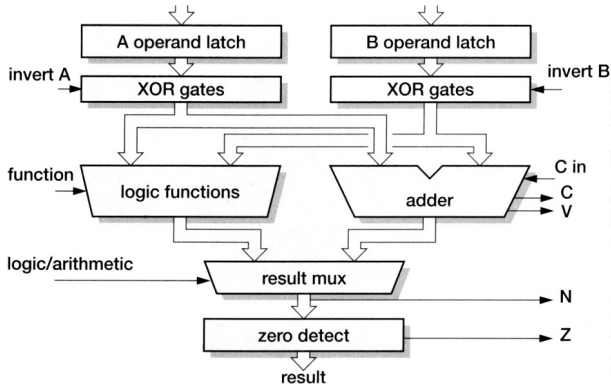 A operand latch
B operand latch
invert A
XOR gates
XOR gates
invert B
function
logic functions
adder
C in
C
V
logic/arithmetic
result mux
N
zero detect
Z
result